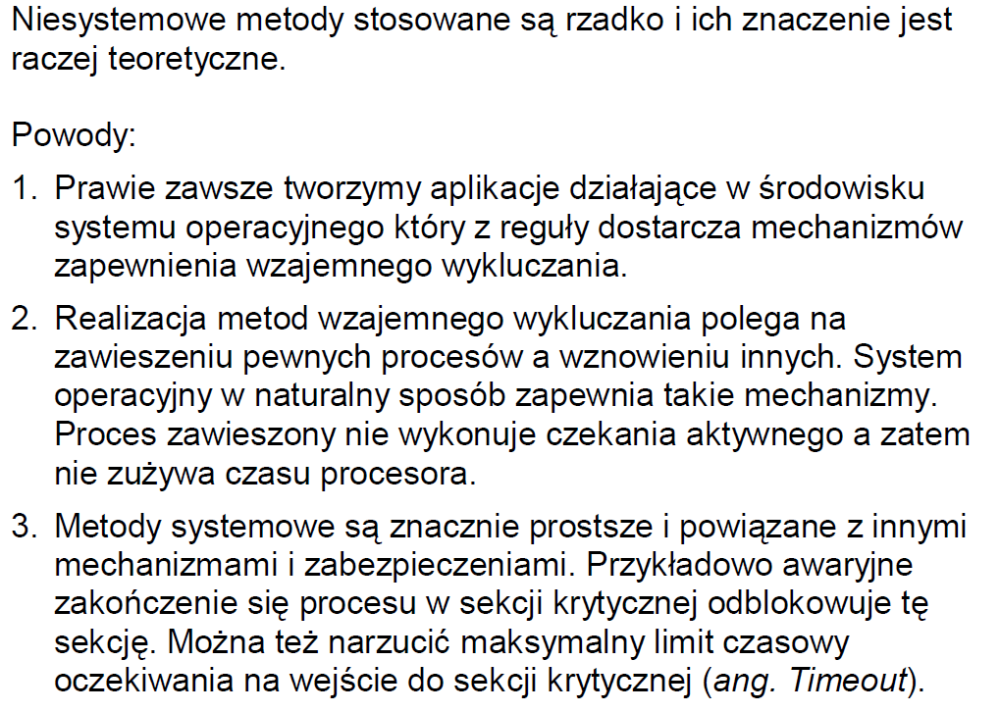 Niesystemowe metody stosowane są rzadko i ich znaczenie jest
raczej teoretyczne.
Powody:
1. Prawie zawsze tworzymy aplikacje działające w środowisku
systemu operacyjnego który z reguły dostarcza mechanizmów
zapewnienia wzajemnego wykluczania.
2. Realizacja metod wzajemnego wykluczania polega na
zawieszeniu pewnych procesów a wznowieniu innych. System
operacyjny w naturalny sposób zapewnia takie mechanizmy.
Proces zawieszony nie wykonuje czekania aktywnego a zatem
nie zużywa czasu procesora.
3. Metody systemowe są znacznie prostsze i powiązane z innymi
mechanizmami i zabezpieczeniami. Przykładowo awaryjne
zakończenie się procesu w sekcji krytycznej odblokowuje tę
sekcję. Można też narzucić maksymalny limit czasowy
oczekiwania na wejście do sekcji krytycznej (ang. Timeout).